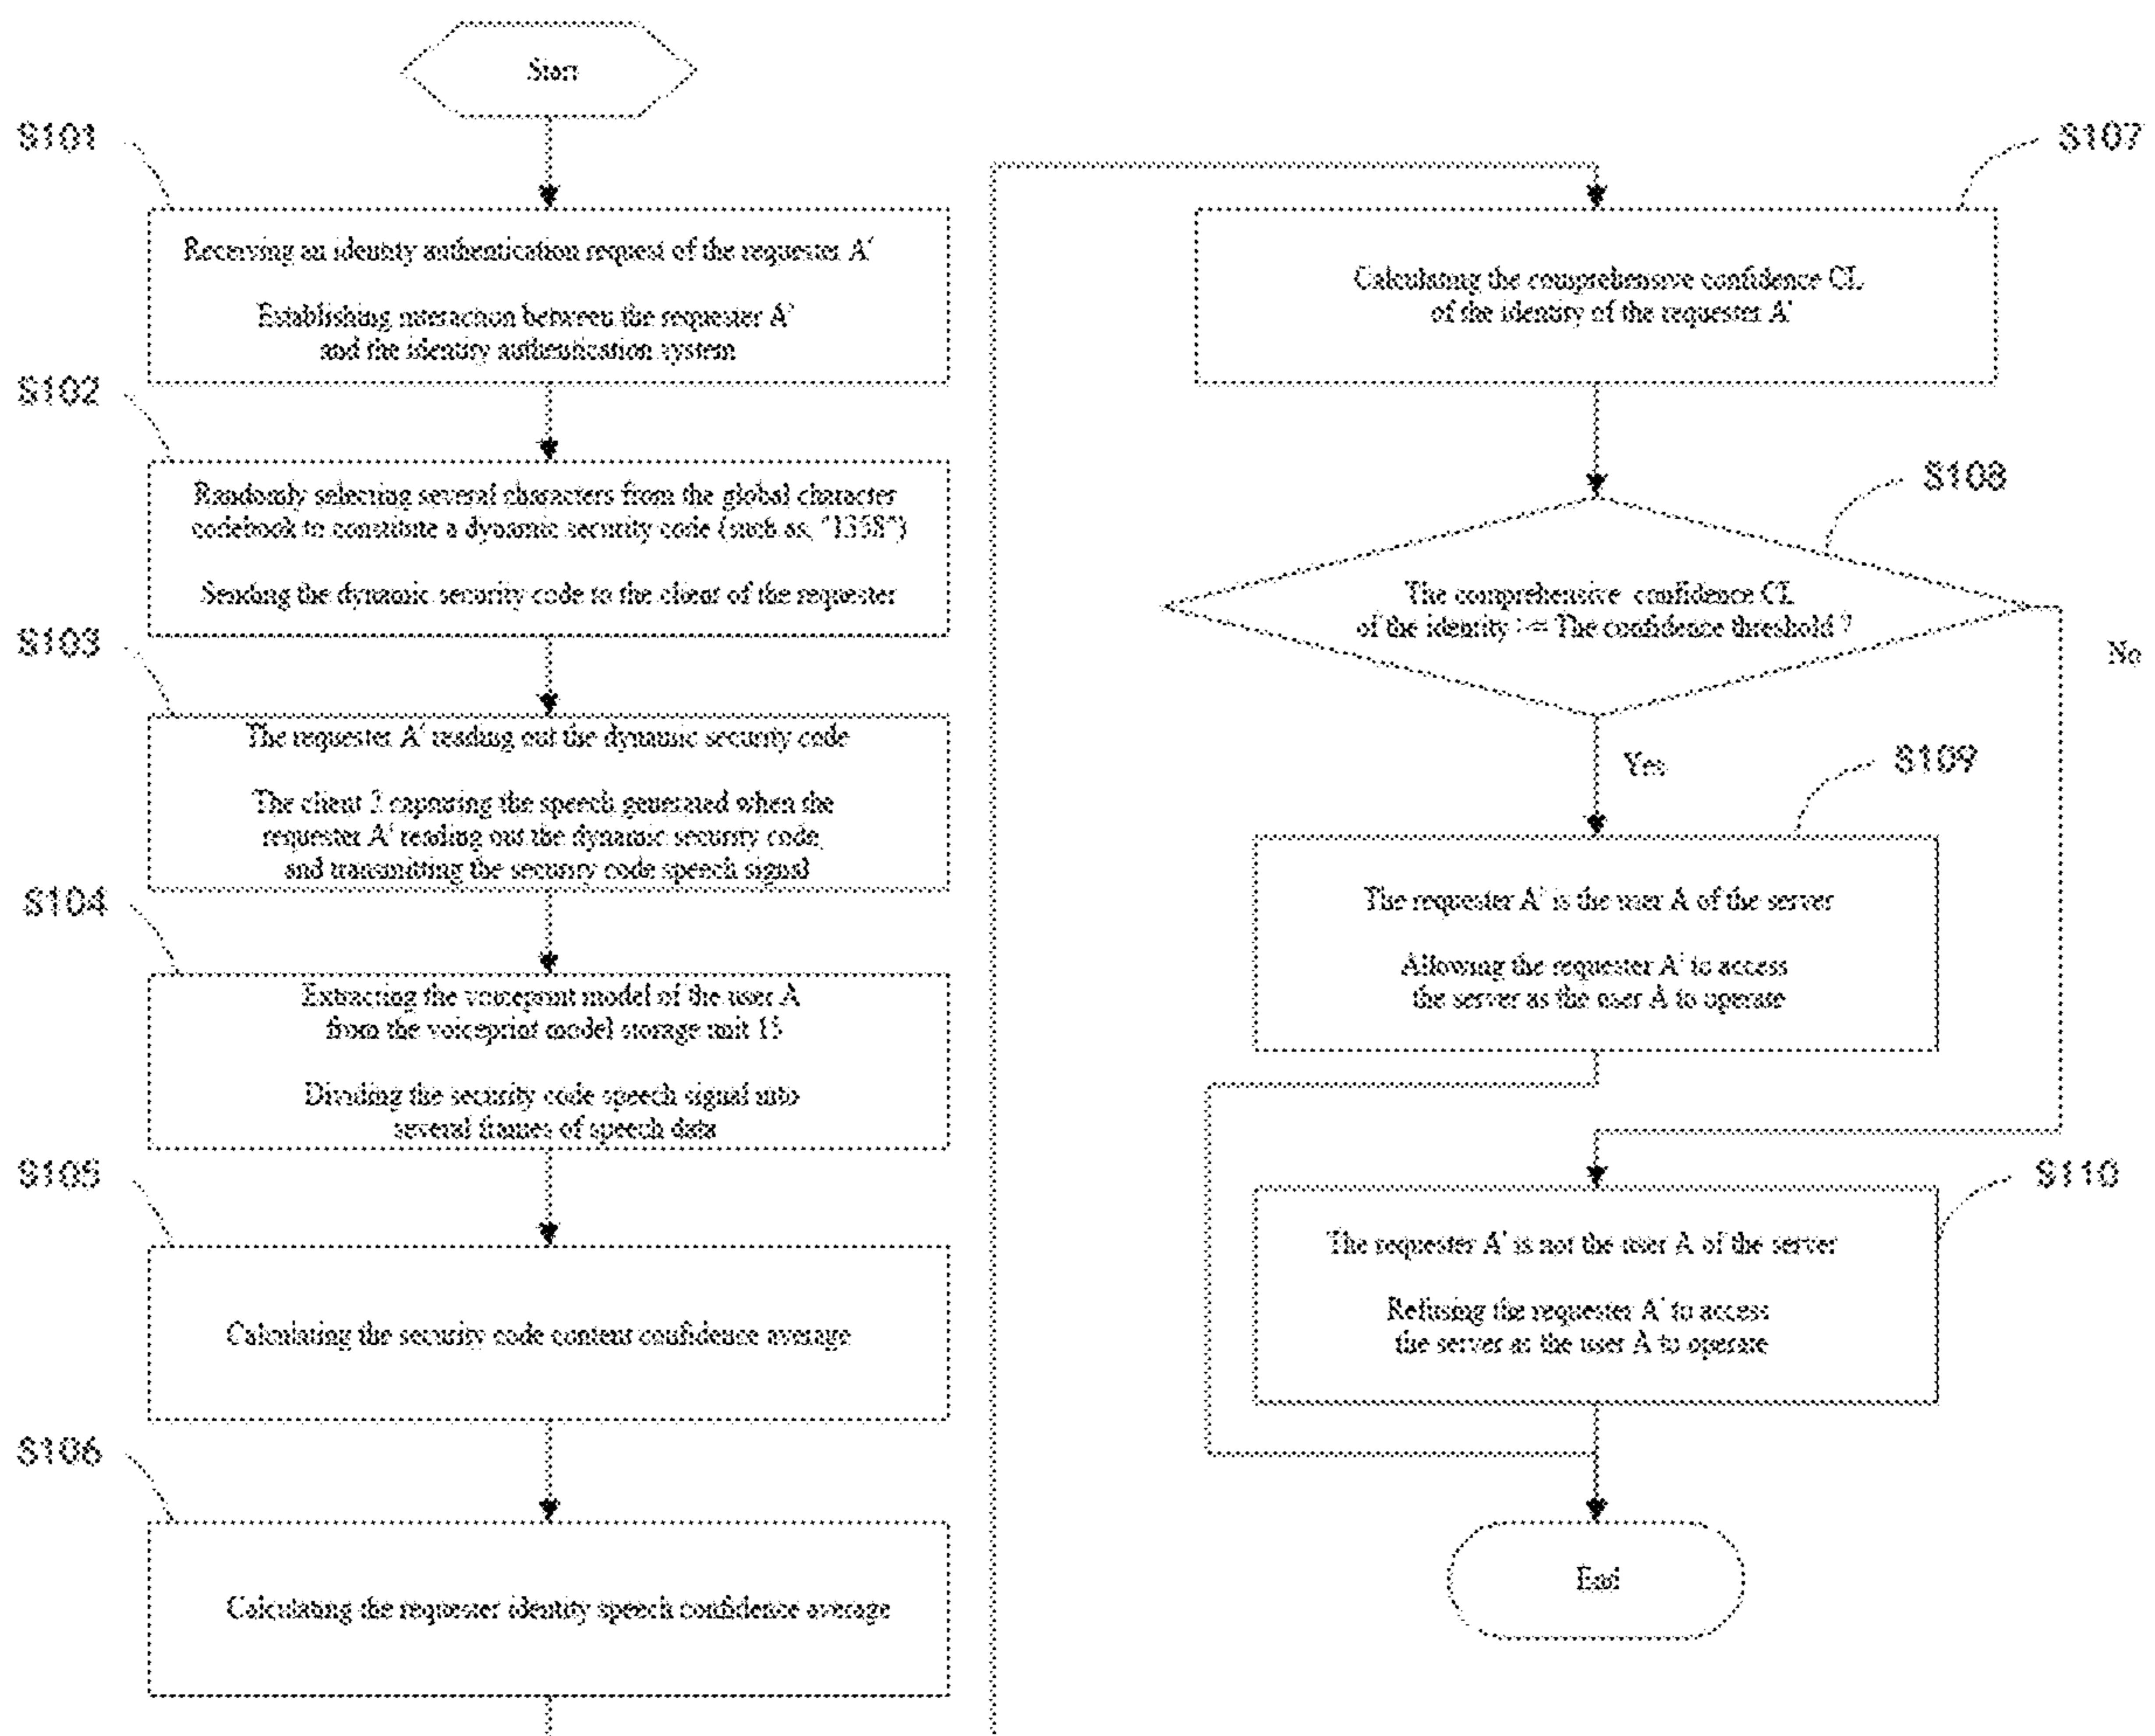 Start
S101
Receiving an identity authentication request of the requester A'
Establishing interaction between the requester A'
and the identity authentication system
S102
Randomly selecting several characters from the global character
codebook to constitute a dynamic security code (such as, "1358")
Sending the dynamic security code to the client of the requester
S103
The requester A' reading out the dynamic security code
The client 2 capturing the speech generated when the
requester A' reading out the dynamic security code,
and transmitting the security code speech signal
S104
Extracting the voiceprint model of the user A
from the voiceprint model storage unit 15
Dividing the security code speech signal into
several frames of speech data
S105
Calculating the security code content confidence average
S106
Calculating the requester identity speech confidence average
S107
Calculating the comprehensive confidence CL
of the identity of the requester A'
S108
The comprehensive confidence CL
of the identity >= The confidence threshold ?
No
Yes
S109
The requester A' is the user A of the server
Allowing the requester A' to access
the server as the user A to operate
S110
The requester A' is not the user A of the server
Refusing the requester A' to access
the server as the user A to operate
End